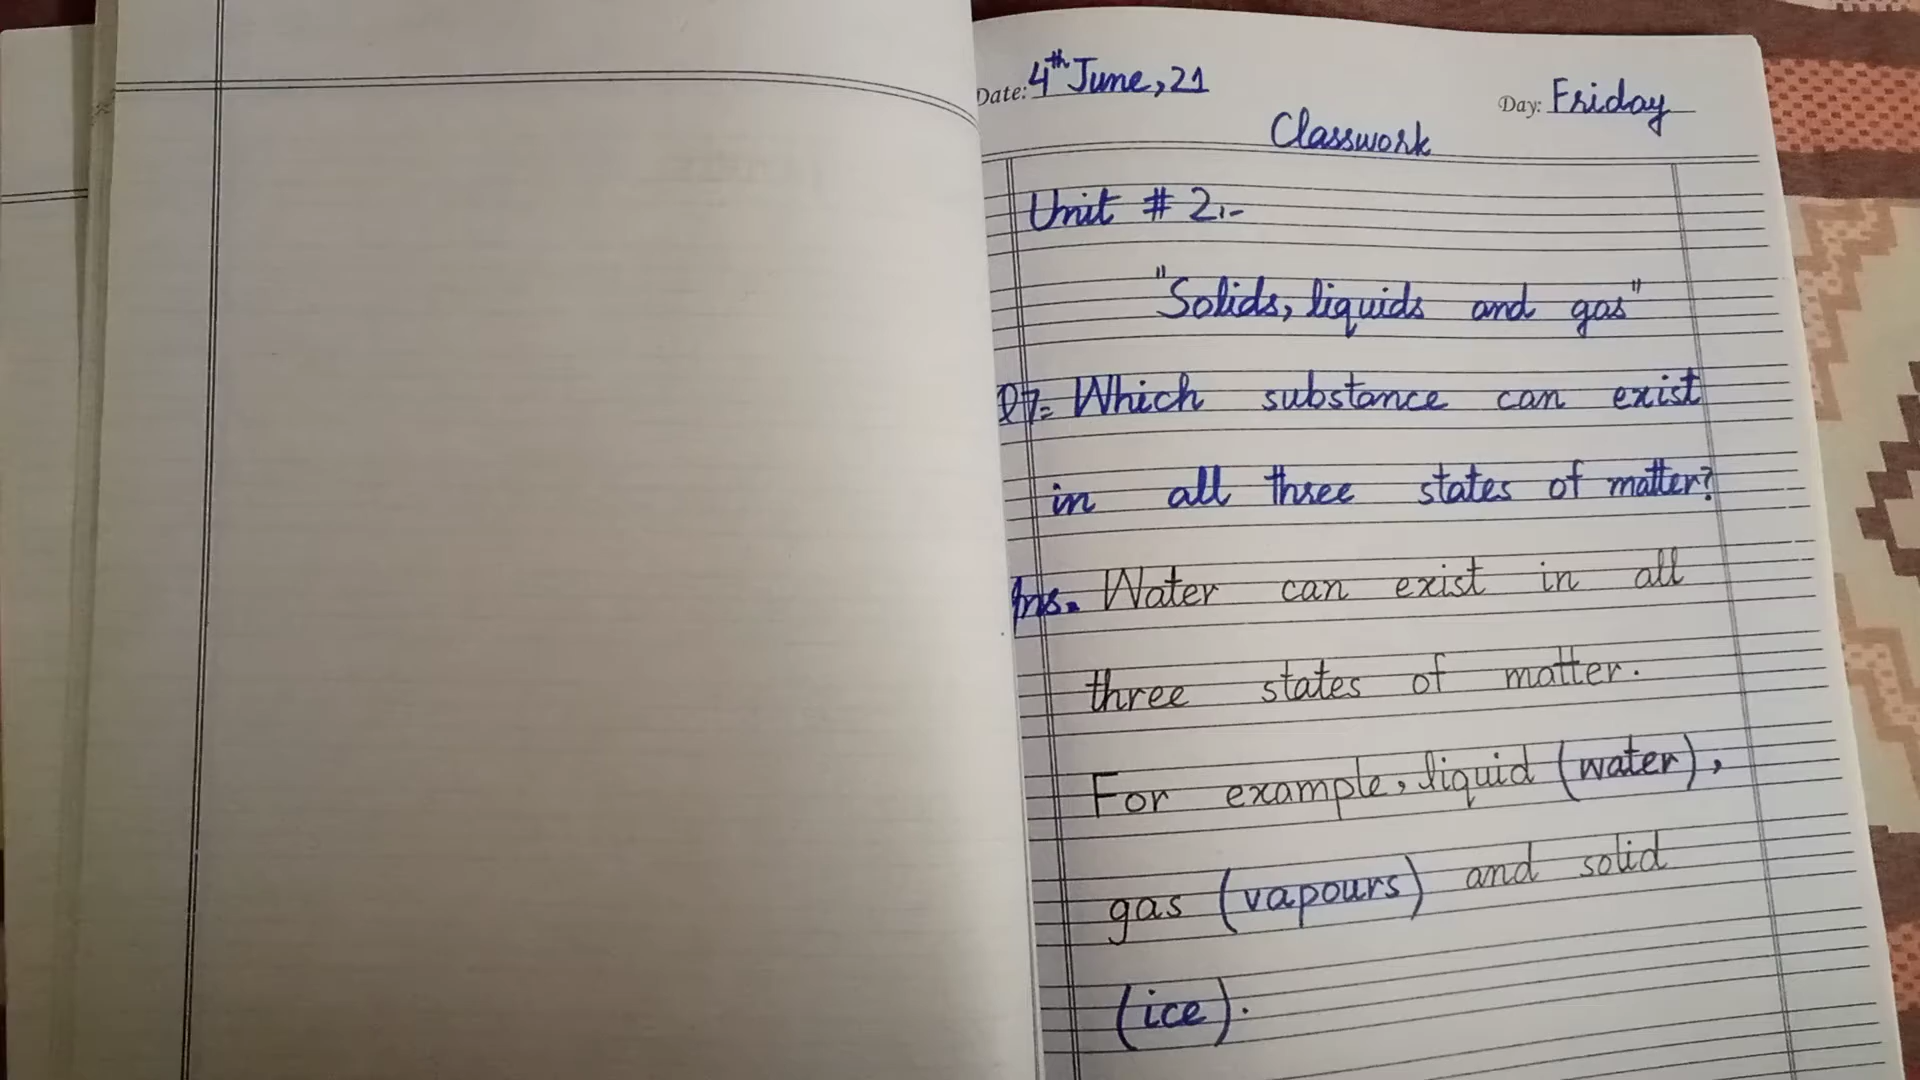 Date: 4th June, 21
Day: Friday
Classwork
Unit # 2:-
"Solids, liquids and gas"
Q7= Which substance can exist
in all three states of matter?
Ans. Water can exist in all
three states of matter.
For example, liquid (water),
gas (vapours) and solid
(ice).